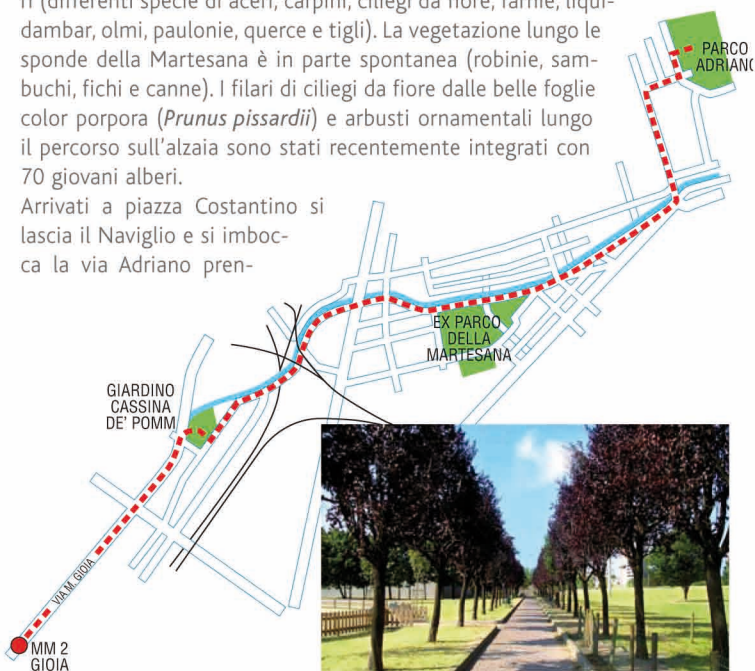 ri (differenti specie di aceri, carpini, ciliegi da fiore, farnie, liqui-
dambar, olmi, paulonie, querce e tigli). La vegetazione lungo le
sponde della Martesana è in parte spontanea (robinie, sam-
buchi, fichi e canne). I filari di ciliegi da fiore dalle belle foglie
color porpora (Prunus pissardii) e arbusti ornamentali lungo
il percorso sull'alzaia sono stati recentemente integrati con
70 giovani alberi.
Arrivati a piazza Costantino si
lascia il Naviglio e si imboc-
ca la via Adriano pren-
PARCO
ADRIANO
EX PARCO
DELLA
MARTESANA
GIARDINO
CASSINA
DE' POMM
VIA M. GIOIA
MM 2
GIOIA